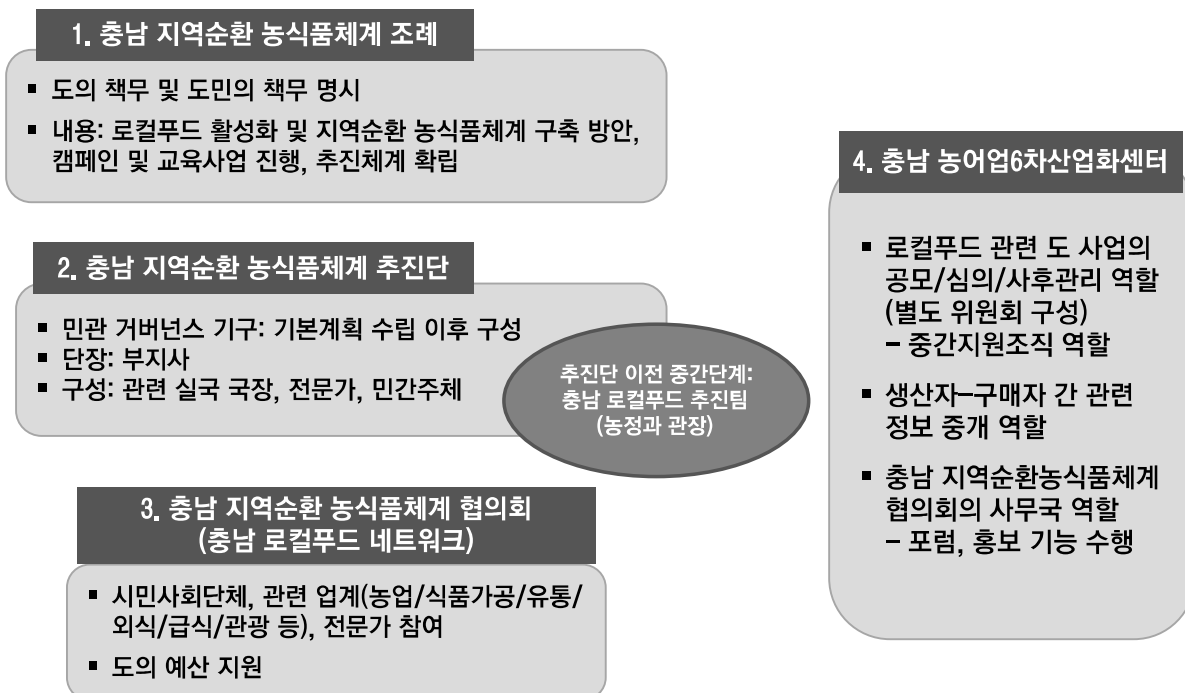 1. 충남 지역순환 농식품체계 조례
▪ 도의 책무 및 도민의 책무 명시
▪ 내용: 로컬푸드 활성화 및 지역순환 농식품체계 구축 방안,
캠페인 및 교육사업 진행, 추진체계 확립
2. 충남 지역순환 농식품체계 추진단
▪ 민관 거버넌스 기구: 기본계획 수립 이후 구성
▪ 단장: 부지사
▪ 구성: 관련 실국 국장, 전문가, 민간주체
추진단 이전 중간단계:
충남 로컬푸드 추진팀
(농정과 관장)
3. 충남 지역순환 농식품체계 협의회
(충남 로컬푸드 네트워크)
▪ 시민사회단체, 관련 업계(농업/식품가공/유통/
외식/급식/관광 등), 전문가 참여
▪ 도의 예산 지원
4. 충남 농어업6차산업화센터
▪ 로컬푸드 관련 도 사업의
공모/심의/사후관리 역할
(별도 위원회 구성)
– 중간지원조직 역할
▪ 생산자–구매자 간 관련
정보 중개 역할
▪ 충남 지역순환농식품체계
협의회의 사무국 역할
– 포럼, 홍보 기능 수행